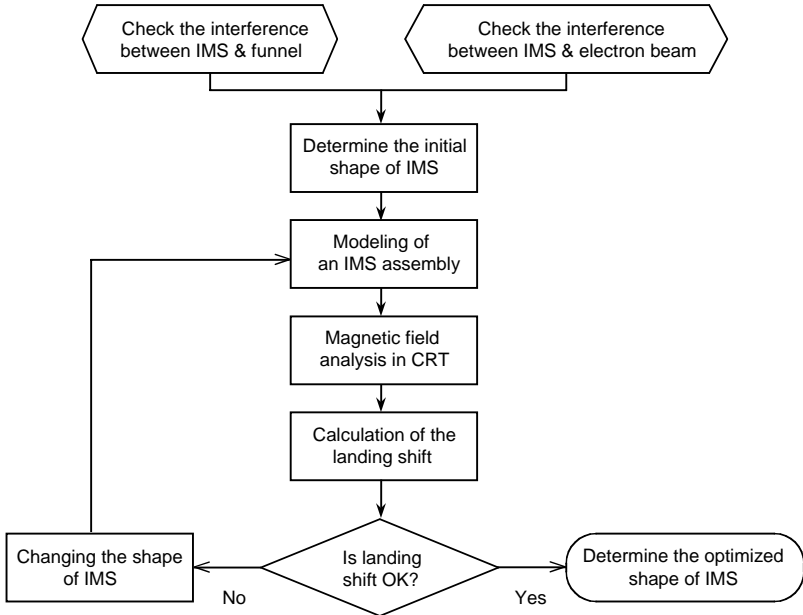 Check the interference
between IMS & funnel
Check the interference
between IMS & electron beam
Determine the initial
shape of IMS
Modeling of
an IMS assembly
Magnetic field
analysis in CRT
Calculation of the
landing shift
Is landing
shift OK?
Changing the shape
of IMS
No
Yes
Determine the optimized
shape of IMS